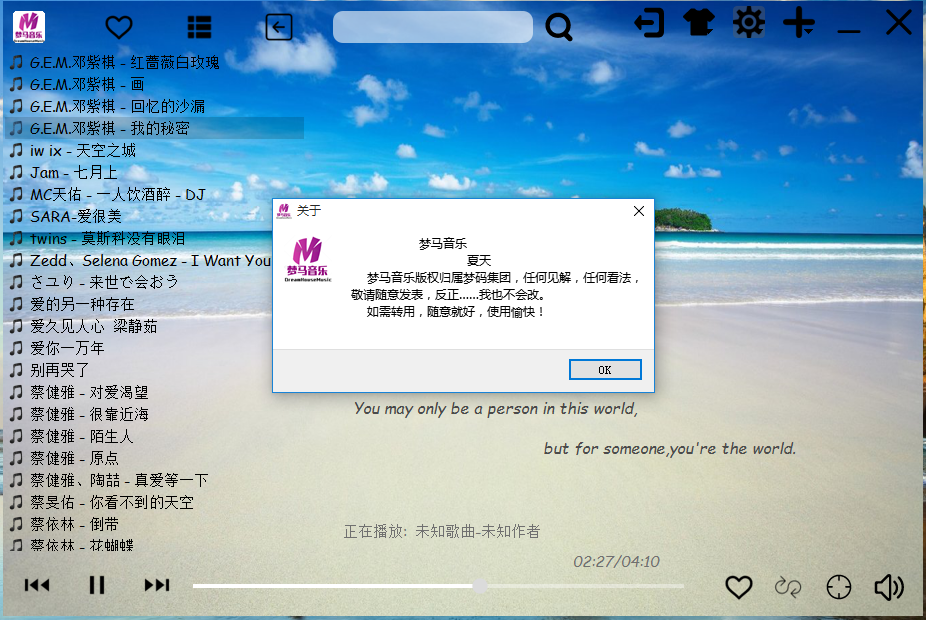 梦马音乐
G.E.M.邓紫棋 - 红蔷薇白玫瑰
G.E.M.邓紫棋 - 画
G.E.M.邓紫棋 - 回忆的沙漏
G.E.M.邓紫棋 - 我的秘密
iw ix - 天空之城
Jam - 七月上
MC天佑 - 一人饮酒醉 - DJ
SARA-爱很美
twins - 莫斯科没有眼泪
Zedd、Selena Gomez - I Want You
さユり - 来世で会おう
爱的另一种存在
爱久见人心 梁静茹
爱你一万年
别再哭了
蔡健雅 - 对爱渴望
蔡健雅 - 很靠近海
蔡健雅 - 陌生人
蔡健雅 - 原点
蔡健雅、陶喆 - 真爱等一下
蔡旻佑 - 你看不到的天空
蔡依林 - 倒带
蔡依林 - 花蝴蝶
关于
梦马音乐
DreamHouseMusic
梦马音乐
夏天
梦马音乐版权归属梦码集团，任何见解，任何看法，
敬请随意发表，反正......我也不会改。
如需转用，随意就好，使用愉快！
OK
You may only be a person in this world,
but for someone,you're the world.
正在播放: 未知歌曲-未知作者
02:27/04:10